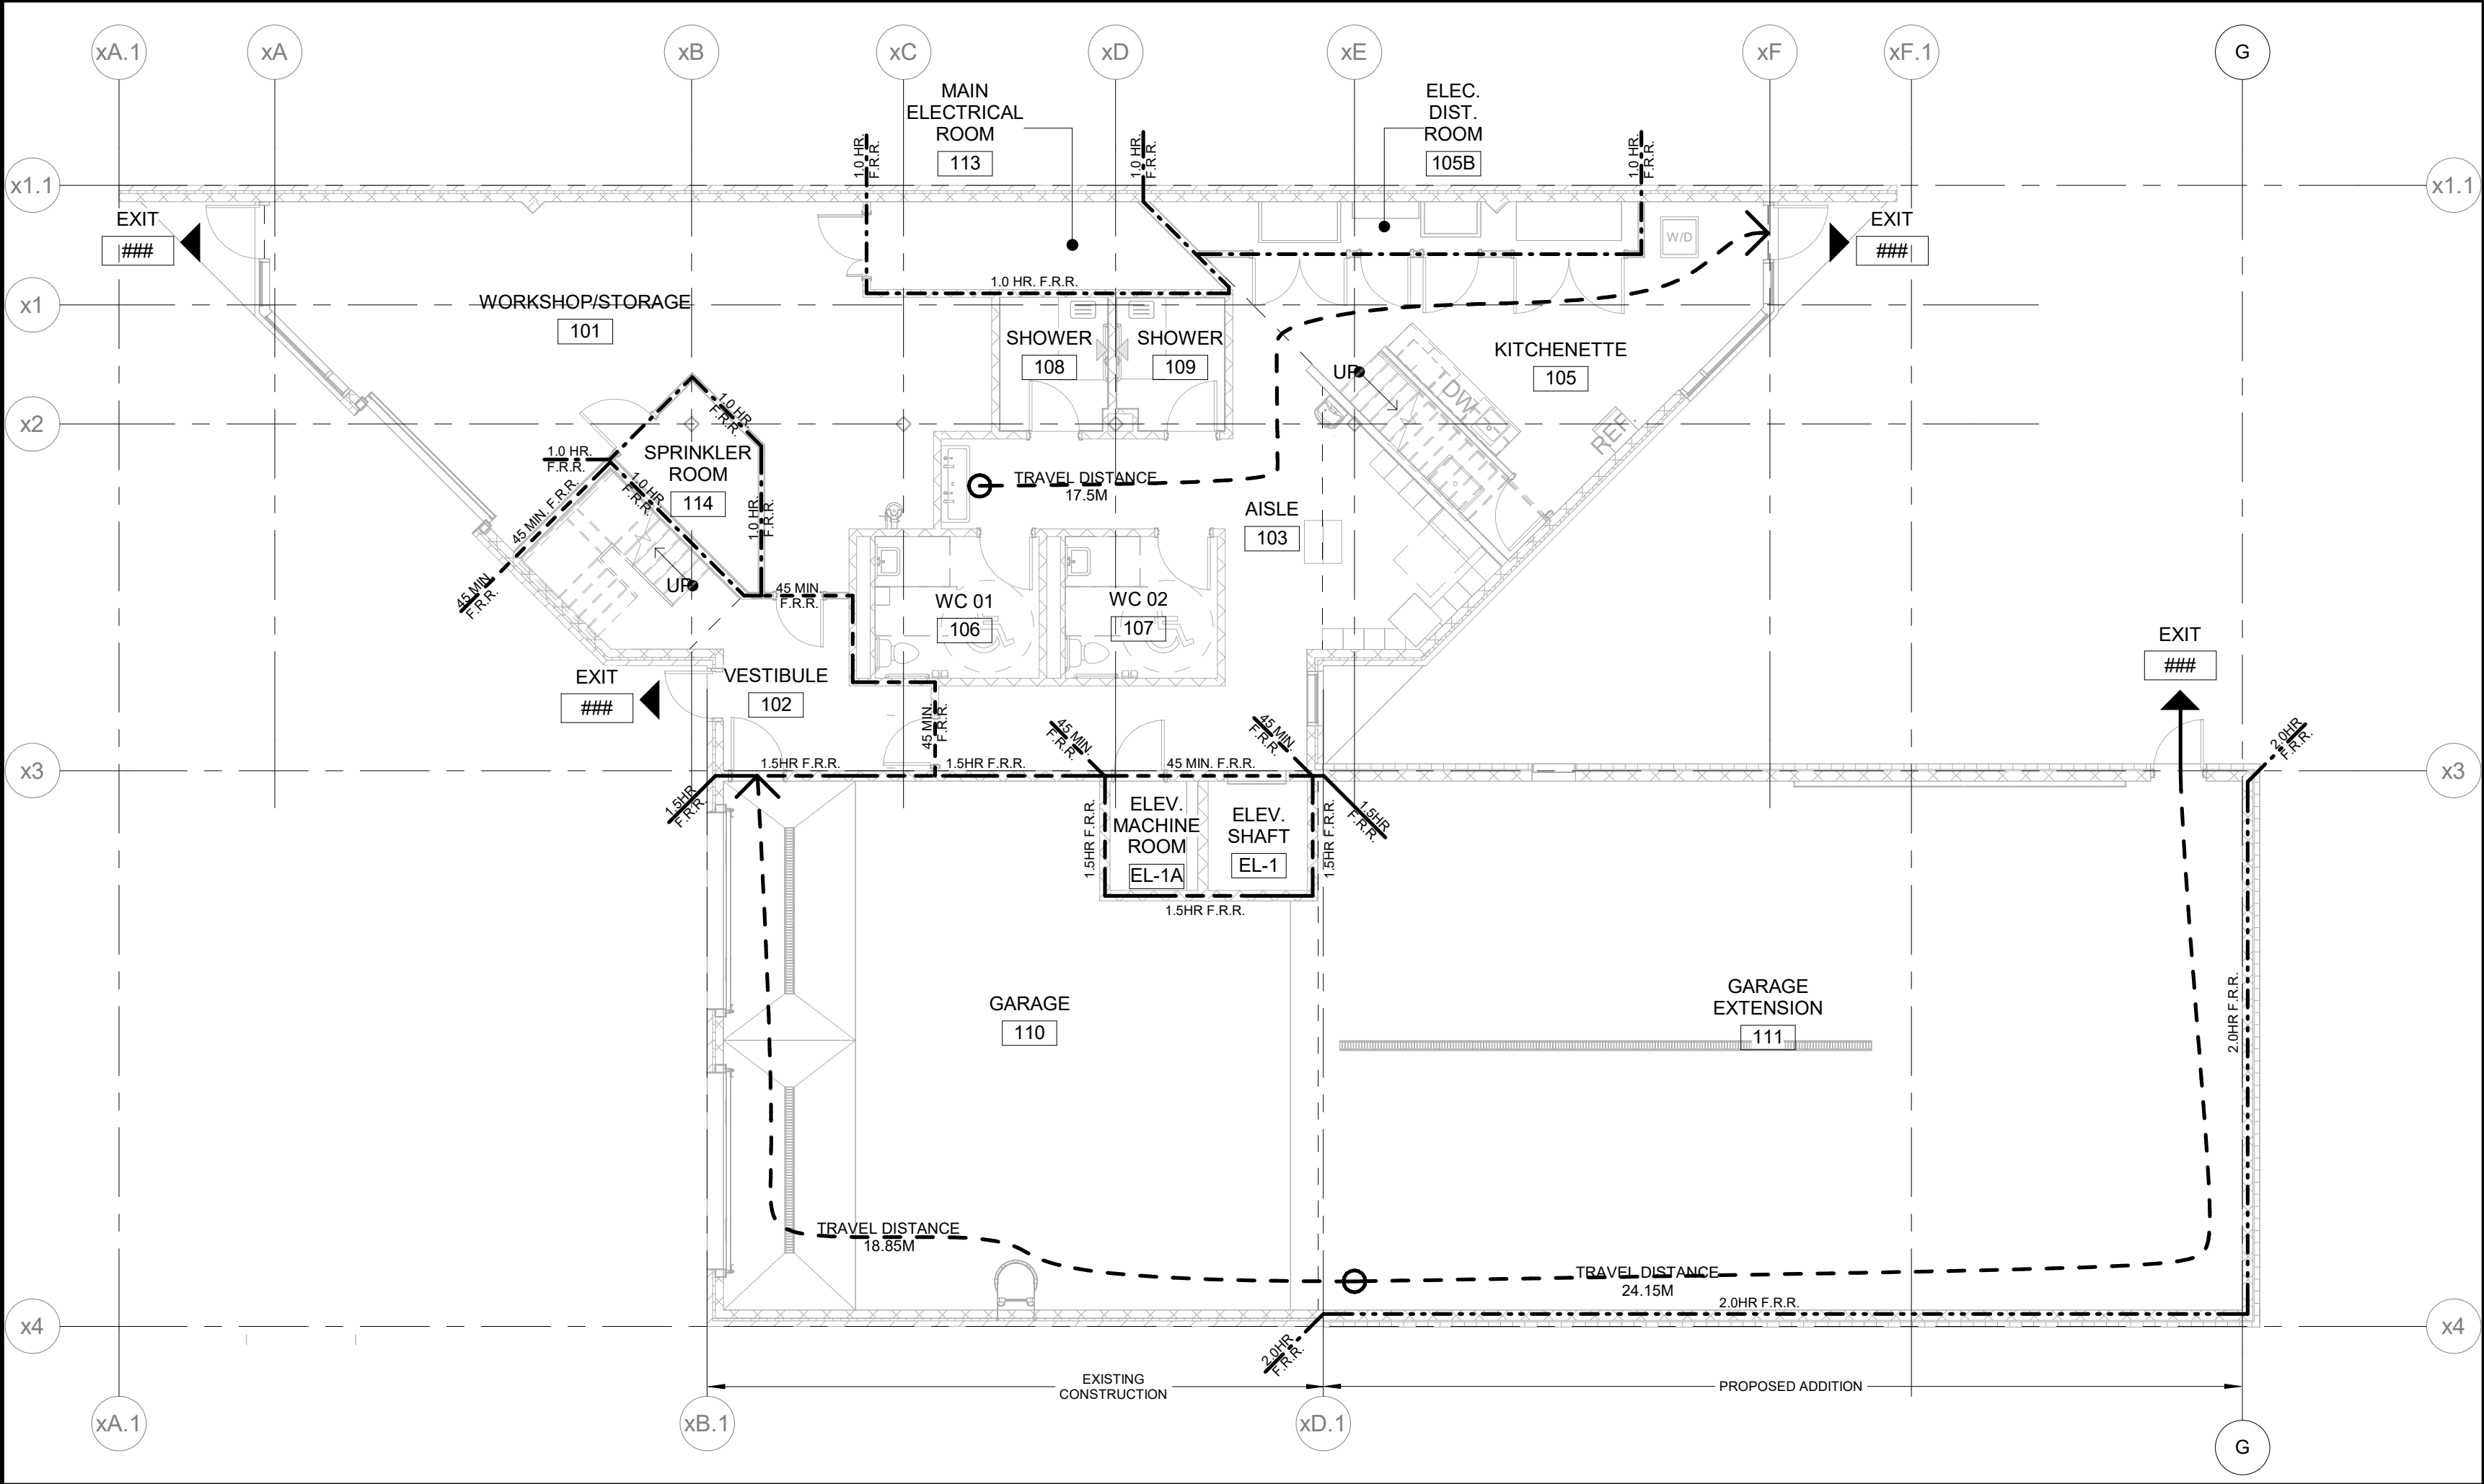 xA.1
xA
xB
xC
xD
xE
xF
xF.1
G
MAIN
ELECTRICAL
ROOM
113
ELEC.
DIST.
ROOM
105B
1.0 HR.
F.R.R.
1.0 HR.
F.R.R.
1.0 HR.
F.R.R.
x1.1
x1.1
EXIT
###
EXIT
###
W/D
1.0 HR. F.R.R.
x1
x1
WORKSHOP/STORAGE
101
SHOWER
108
SHOWER
109
KITCHENETTE
105
UP
TDW
REF.
x2
x2
1.0 HR.
F.R.R.
1.0 HR.
F.R.R.
SPRINKLER
ROOM
114
1.0 HR.
F.R.R.
1.0 HR.
F.R.R.
45 MIN. F.R.R.
45 MIN.
F.R.R.
UP
TRAVEL DISTANCE
17.5M
AISLE
103
45 MIN.
F.R.R.
WC 01
106
WC 02
107
EXIT
###
VESTIBULE
102
45 MIN.
F.R.R.
45 MIN.
F.R.R.
45 MIN.
F.R.R.
EXIT
###
2.0HR
F.R.R.
x3
x3
1.5HR F.R.R.
1.5HR F.R.R.
45 MIN. F.R.R.
1.5HR
F.R.R.
1.5HR
F.R.R.
1.5HR F.R.R.
ELEV.
MACHINE
ROOM
EL-1A
ELEV.
SHAFT
EL-1
1.5HR F.R.R.
1.5HR F.R.R.
GARAGE
110
GARAGE
EXTENSION
111
2.0HR F.R.R.
TRAVEL DISTANCE
18.85M
TRAVEL DISTANCE
24.15M
2.0HR F.R.R.
x4
x4
2.0HR
F.R.R.
EXISTING
CONSTRUCTION
PROPOSED ADDITION
xA.1
xB.1
xD.1
G